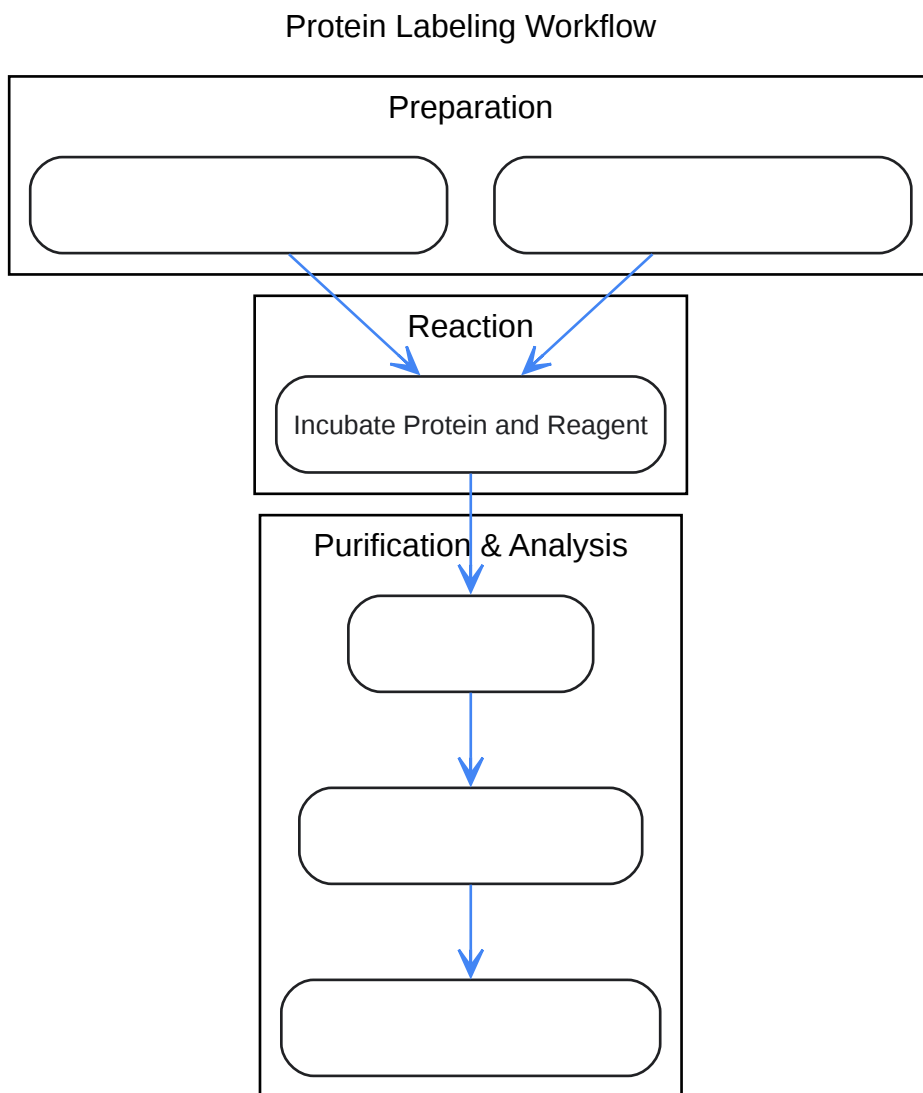 Protein Labeling Workflow
Preparation
Reaction
Incubate Protein and Reagent
Purification & Analysis